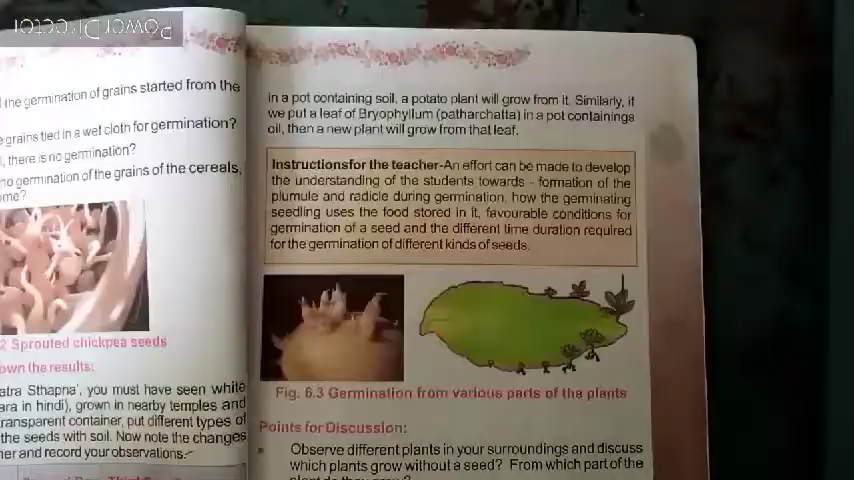 PowerDirector
the germination of grains started from the
grains tied in a wet cloth for germination?
, there is no germination?
no germination of the grains of the cereals,
ome?
2 Sprouted chickpea seeds
own the results:
atra Sthapna', you must have seen white
ara in hindi), grown in nearby temples and
ransparent container, put different types of
the seeds with soil. Now note the changes
her and record your observations.
in a pot containing soil, a potato plant will grow from it. Similarly, if
we put a leaf of Bryophyllum (patharchatta) in a pot containings
oil, then a new plant will grow from that leaf.
Instructionsfor the teacher-An effort can be made to develop
the understanding of the students towards - formation of the
plumule and radicle during germination, how the germinating
seedling uses the food stored in it, favourable conditions for
germination of a seed and the different time duration required
for the germination of different kinds of seeds.
Fig. 6.3 Germination from various parts of the plants
Points for Discussion:
Observe different plants in your surroundings and discuss
which plants grow without a seed? From which part of the
plant do they grow?